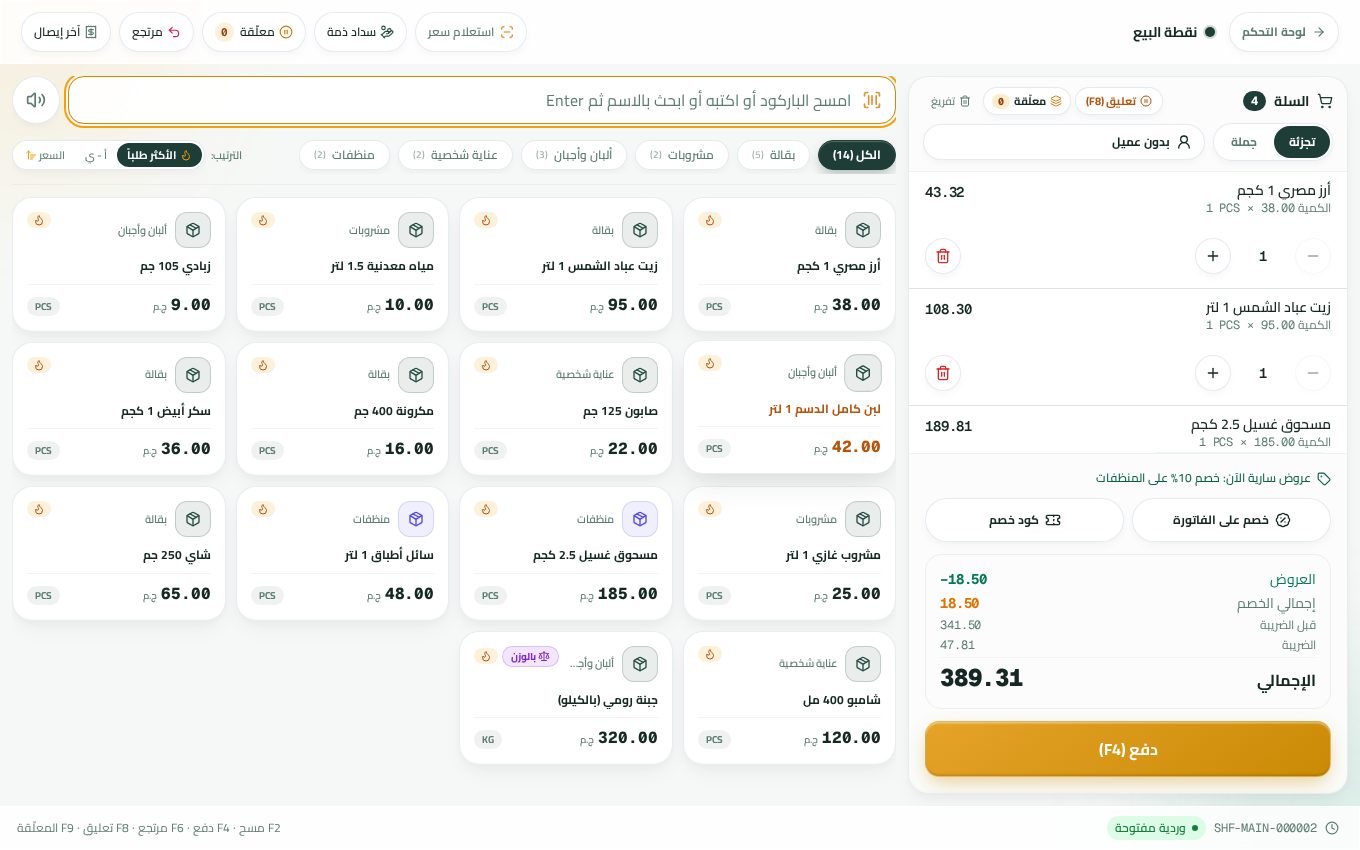 لوحة التحكم
نقطة البيع
استعلام سعر
سداد ذمة
معلّقة 0
مرتجع
آخر إيصال
السلة 4
تعليق (F8)
معلّقة 0
تفريغ
تجزئة
جملة
بدون عميل
أرز مصري 1 كجم
43.32
الكمية 38.00 × 1 PCS
1
زيت عباد الشمس 1 لتر
108.30
الكمية 95.00 × 1 PCS
1
مسحوق غسيل 2.5 كجم
189.81
الكمية 185.00 × 1 PCS
عروض سارية الآن: خصم 10% على المنظفات
خصم على الفاتورة
كود خصم
العروض −18.50
إجمالي الخصم 18.50
قبل الضريبة 341.50
الضريبة 47.81
الإجمالي 389.31
دفع (F4)
امسح الباركود أو اكتبه أو ابحث بالاسم ثم Enter
الكل (14)
بقالة (5)
مشروبات (2)
ألبان وأجبان (3)
عناية شخصية (2)
منظفات (2)
الترتيب:
الأكثر طلباً
أ - ي
السعر
بقالة
أرز مصري 1 كجم
38.00 ج.م PCS
بقالة
زيت عباد الشمس 1 لتر
95.00 ج.م PCS
مشروبات
مياه معدنية 1.5 لتر
10.00 ج.م PCS
ألبان وأجبان
زبادي 105 جم
9.00 ج.م PCS
ألبان وأجبان
لبن كامل الدسم 1 لتر
42.00 ج.م PCS
عناية شخصية
صابون 125 جم
22.00 ج.م PCS
بقالة
مكرونة 400 جم
16.00 ج.م PCS
بقالة
سكر أبيض 1 كجم
36.00 ج.م PCS
مشروبات
مشروب غازي 1 لتر
25.00 ج.م PCS
منظفات
مسحوق غسيل 2.5 كجم
185.00 ج.م PCS
منظفات
سائل أطباق 1 لتر
48.00 ج.م PCS
بقالة
شاي 250 جم
65.00 ج.م PCS
عناية شخصية
شامبو 400 مل
120.00 ج.م PCS
ألبان وأجـ...
بالوزن
جبنة رومي (بالكيلو)
320.00 ج.م KG
SHF-MAIN-000002
وردية مفتوحة
F2 مسح · F4 دفع · F6 مرتجع · F8 تعليق · F9 المعلّقة